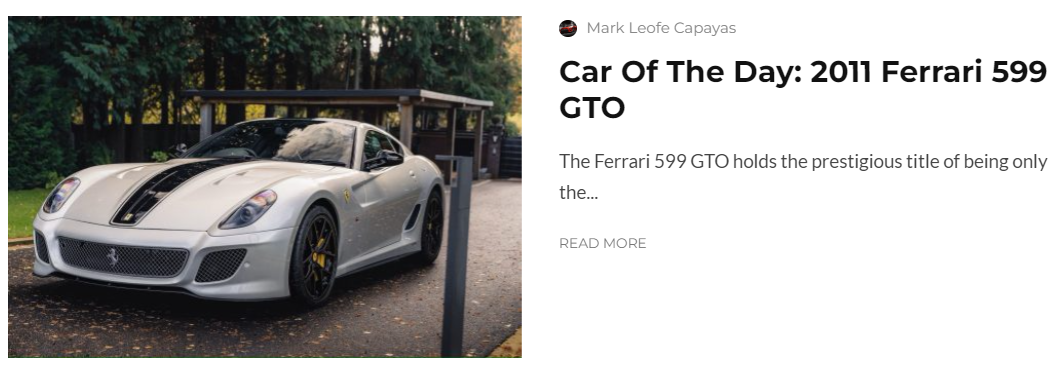 Mark Leofe Capayas
Car Of The Day: 2011 Ferrari 599
GTO
The Ferrari 599 GTO holds the prestigious title of being only
the...
READ MORE